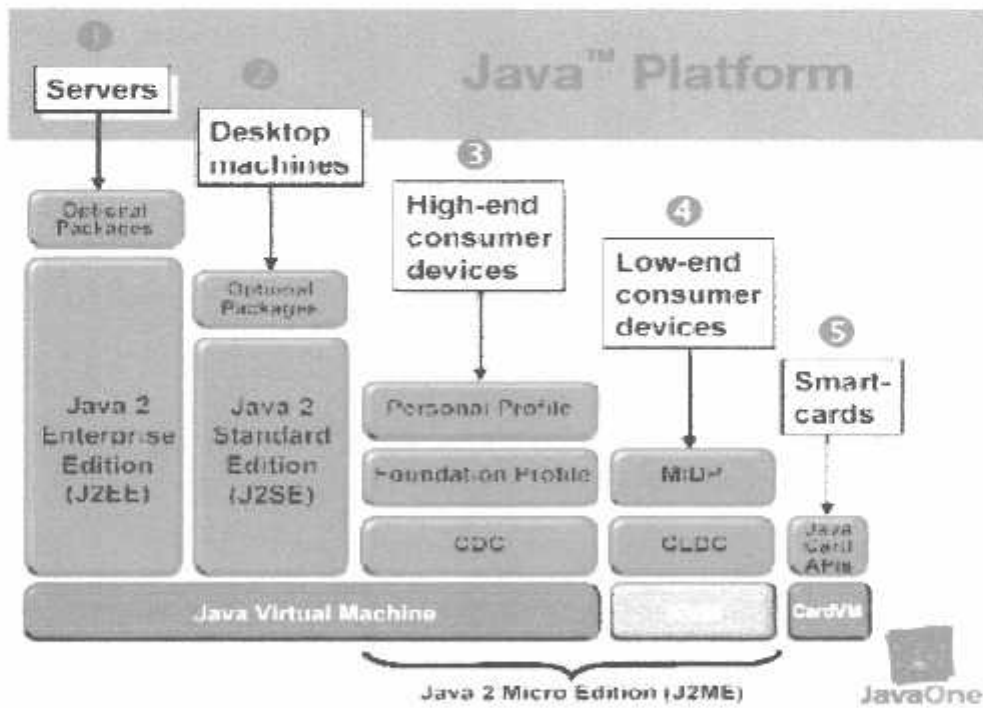 Java™ Platform
1
Servers
2
Desktop
machines
3
High-end
consumer
devices
4
Low-end
consumer
devices
5
Smart-
cards
Optional
Packages
Java 2
Enterprise
Edition
(J2EE)
Optional
Packages
Java 2
Standard
Edition
(J2SE)
Personal Profile
Foundation Profile
CDC
MIDP
CLDC
Java
Card
APIs
Java Virtual Machine
CardVM
Java 2 Micro Edition (J2ME)
JavaOne